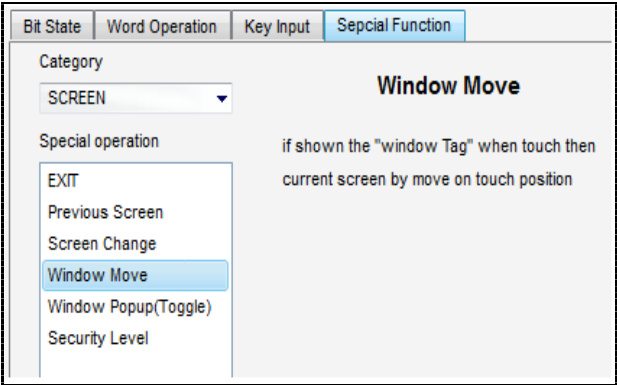 Bit State
Word Operation
Key Input
Sepcial Function
Category
SCREEN
Special operation
EXIT
Previous Screen
Screen Change
Window Move
Window Popup(Toggle)
Security Level
Window Move
if shown the "window Tag" when touch then
current screen by move on touch position